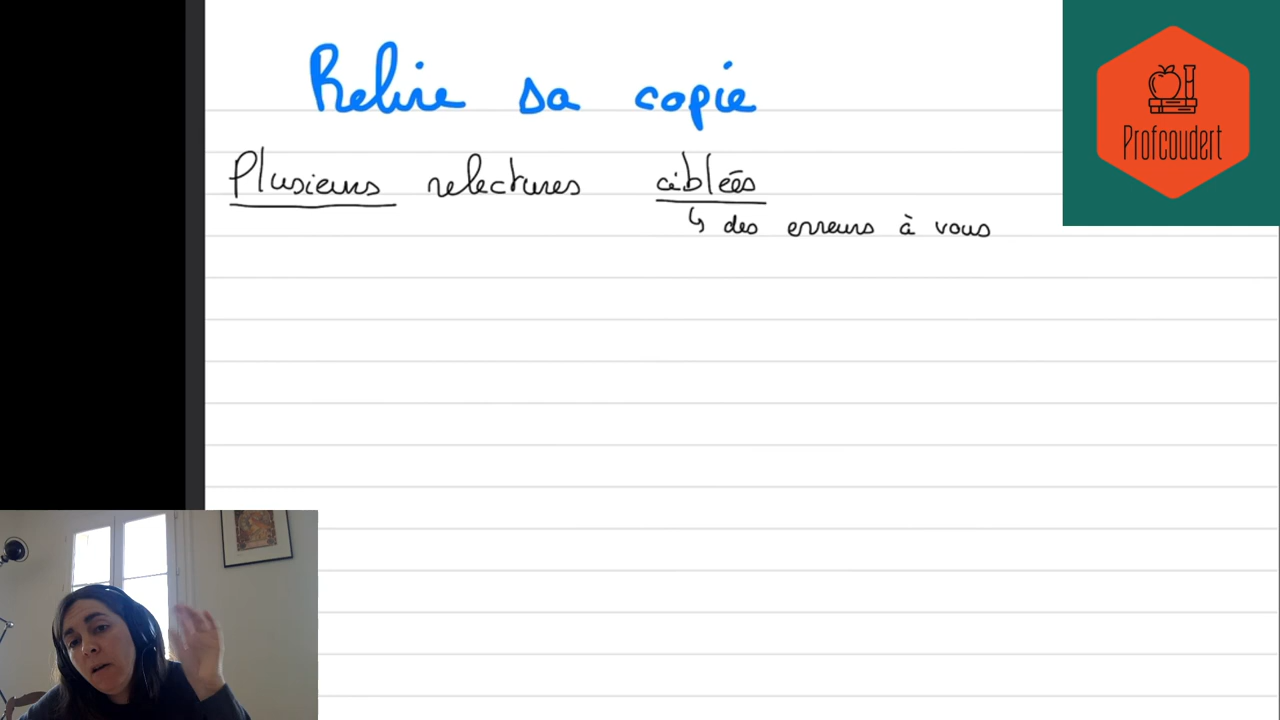 Relire sa copie
Plusieurs relectures ciblées
↳ des erreurs à vous
Profcoudert